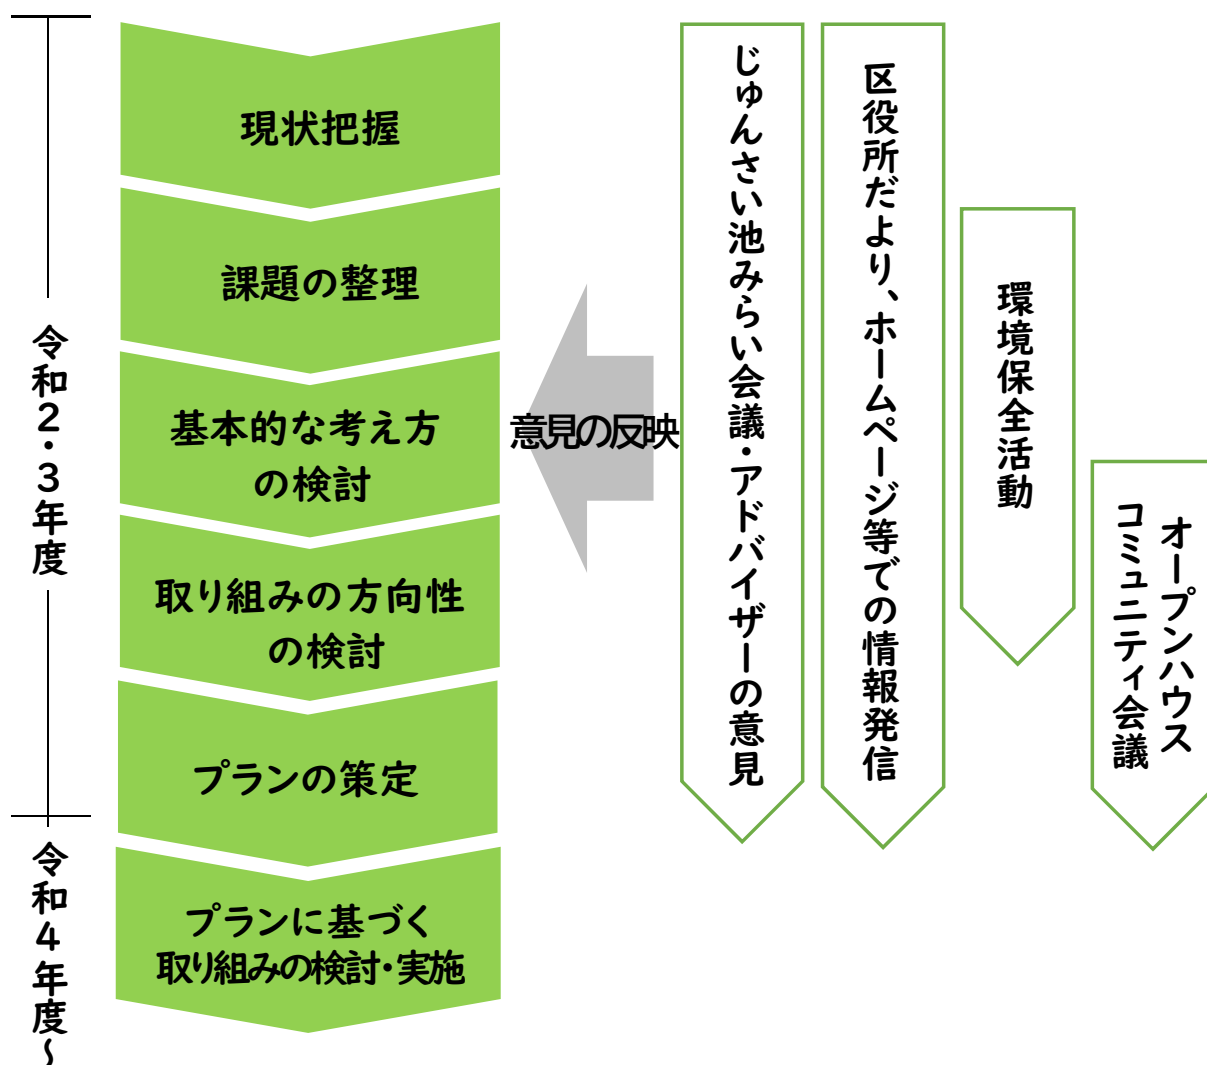 令和２・３年度
令和４年度～
現状把握
課題の整理
基本的な考え方
の検討
取り組みの方向性
の検討
プランの策定
プランに基づく
取り組みの検討・実施
意見の反映
じゅんさい池みらい会議・アドバイザーの意見
区役所だより、ホームページ等での情報発信
環境保全活動
オープンハウス
コミュニティ会議